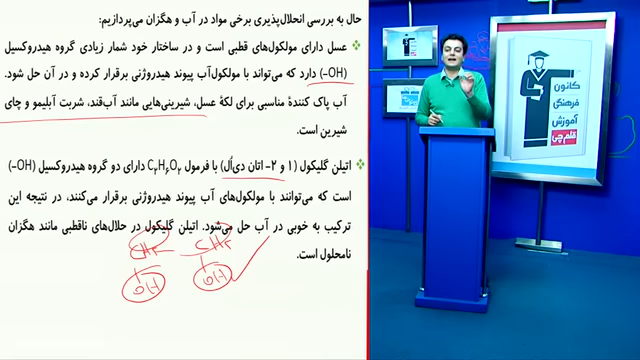 حال به بررسی انحلال‌پذیری برخی مواد در آب و هگزان می‌پردازیم:
عسل دارای مولکول‌های قطبی است و در ساختار خود شمار زیادی گروه هیدروکسیل
(OH–) دارد که می‌تواند با مولکول آب پیوند هیدروژنی برقرار کرده و در آن حل شود.
آب پاک کنندهٔ مناسبی برای لکهٔ عسل، شیرینی‌هایی مانند آب‌قند، شربت آبلیمو و چای
شیرین است.
اتیلن گلیکول (۱ و ۲- اتان دی‌اُل) با فرمول C۲H۶O۲ دارای دو گروه هیدروکسیل (OH–)
است که می‌توانند با مولکول‌های آب پیوند هیدروژنی برقرار می‌کنند، در نتیجه این
ترکیب به خوبی در آب حل می‌شود. اتیلن گلیکول در حلال‌های ناقطبی مانند هگزان
نامحلول است.
CH۲ – CH۲
OH OH
کانون
فرهنگی
آموزش
قلم‌چی